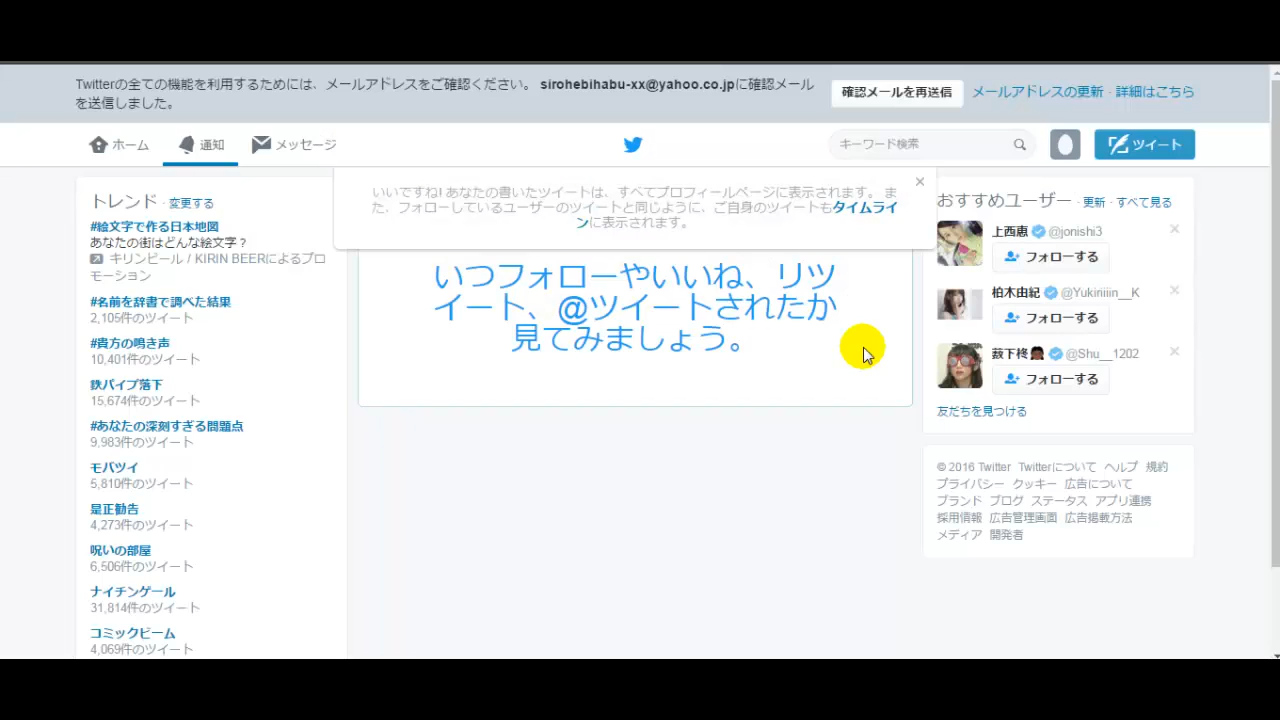 Twitterの全ての機能を利用するためには、メールアドレスをご確認ください。 sirohebihabu-xx@yahoo.co.jpに確認メール
を送信しました。
確認メールを再送信
メールアドレスの更新 · 詳細はこちら
ホーム
通知
メッセージ
キーワード検索
ツイート
トレンド · 変更する
#絵文字で作る日本地図
あなたの街はどんな絵文字？
キリンビール / KIRIN BEERによるプロ
モーション
#名前を辞書で調べた結果
2,105件のツイート
#貴方の鳴き声
10,401件のツイート
鉄パイプ落下
15,674件のツイート
#あなたの深刻すぎる問題点
9,983件のツイート
モバツイ
5,810件のツイート
是正勧告
4,273件のツイート
呪いの部屋
6,506件のツイート
ナイチンゲール
31,814件のツイート
コミックビーム
4,069件のツイート
いいですね! あなたの書いたツイートは、すべてプロフィールページに表示されます。 ま
た、フォローしているユーザーのツイートと同じように、ご自身のツイートもタイムライ
ンに表示されます。
いつフォローやいいね、リツ
イート、@ツイートされたか
見てみましょう。
おすすめユーザー · 更新 · すべて見る
上西恵 @jonishi3
フォローする
柏木由紀 @Yukiriiiin__K
フォローする
薮下柊 @Shu__1202
フォローする
友だちを見つける
© 2016 Twitter Twitterについて ヘルプ 規約
プライバシー クッキー 広告について
ブランド ブログ ステータス アプリ連携
採用情報 広告管理画面 広告掲載方法
メディア 開発者